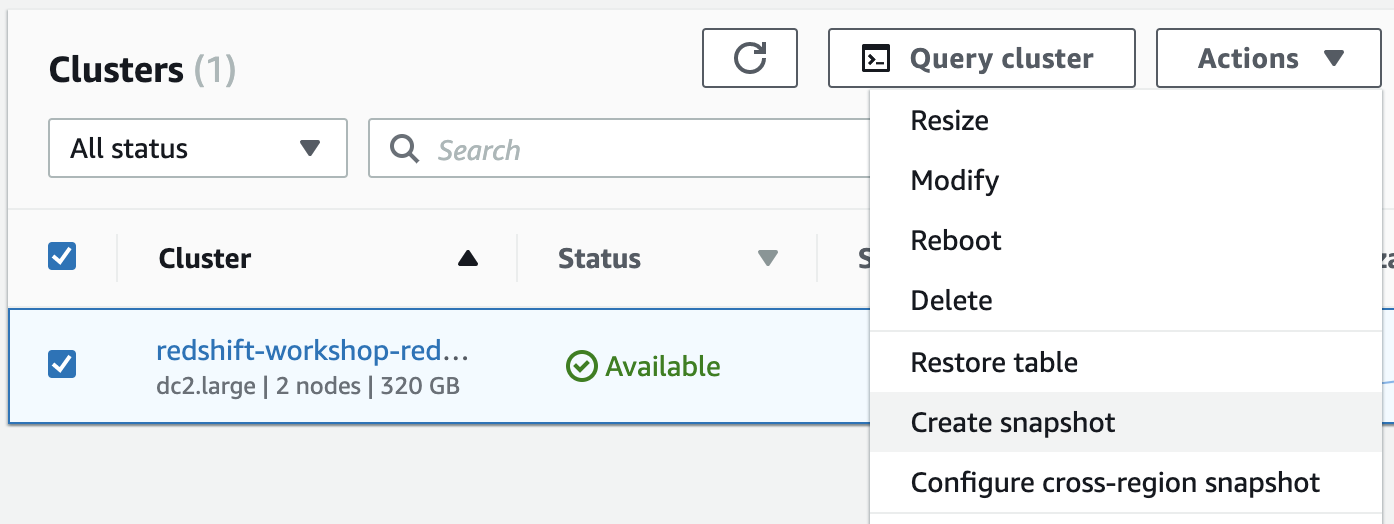 Clusters (1)
Query cluster
Actions
All status
Search
Resize
Modify
Reboot
Delete
Restore table
Create snapshot
Configure cross-region snapshot
Cluster
Status
redshift-workshop-red...
dc2.large | 2 nodes | 320 GB
Available